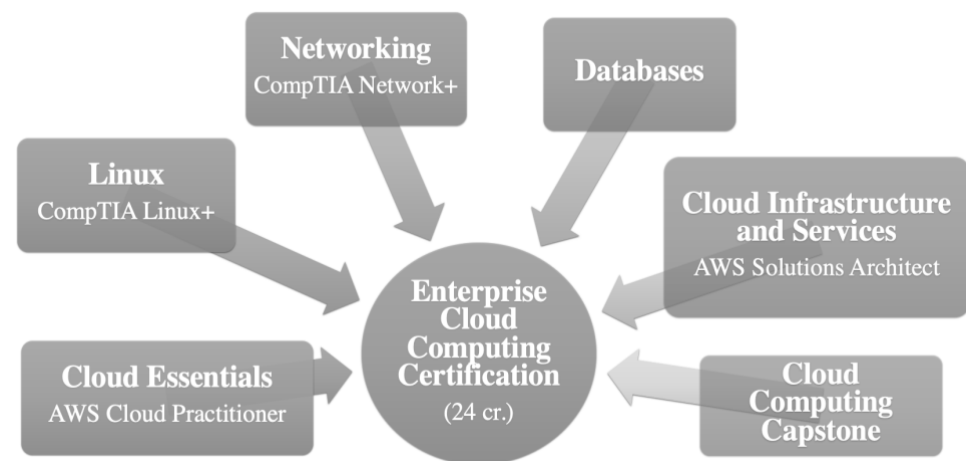 Networking
CompTIA Network+
Databases
Linux
CompTIA Linux+
Cloud Infrastructure
and Services
AWS Solutions Architect
Enterprise
Cloud
Computing
Certification
(24 cr.)
Cloud Essentials
AWS Cloud Practitioner
Cloud
Computing
Capstone